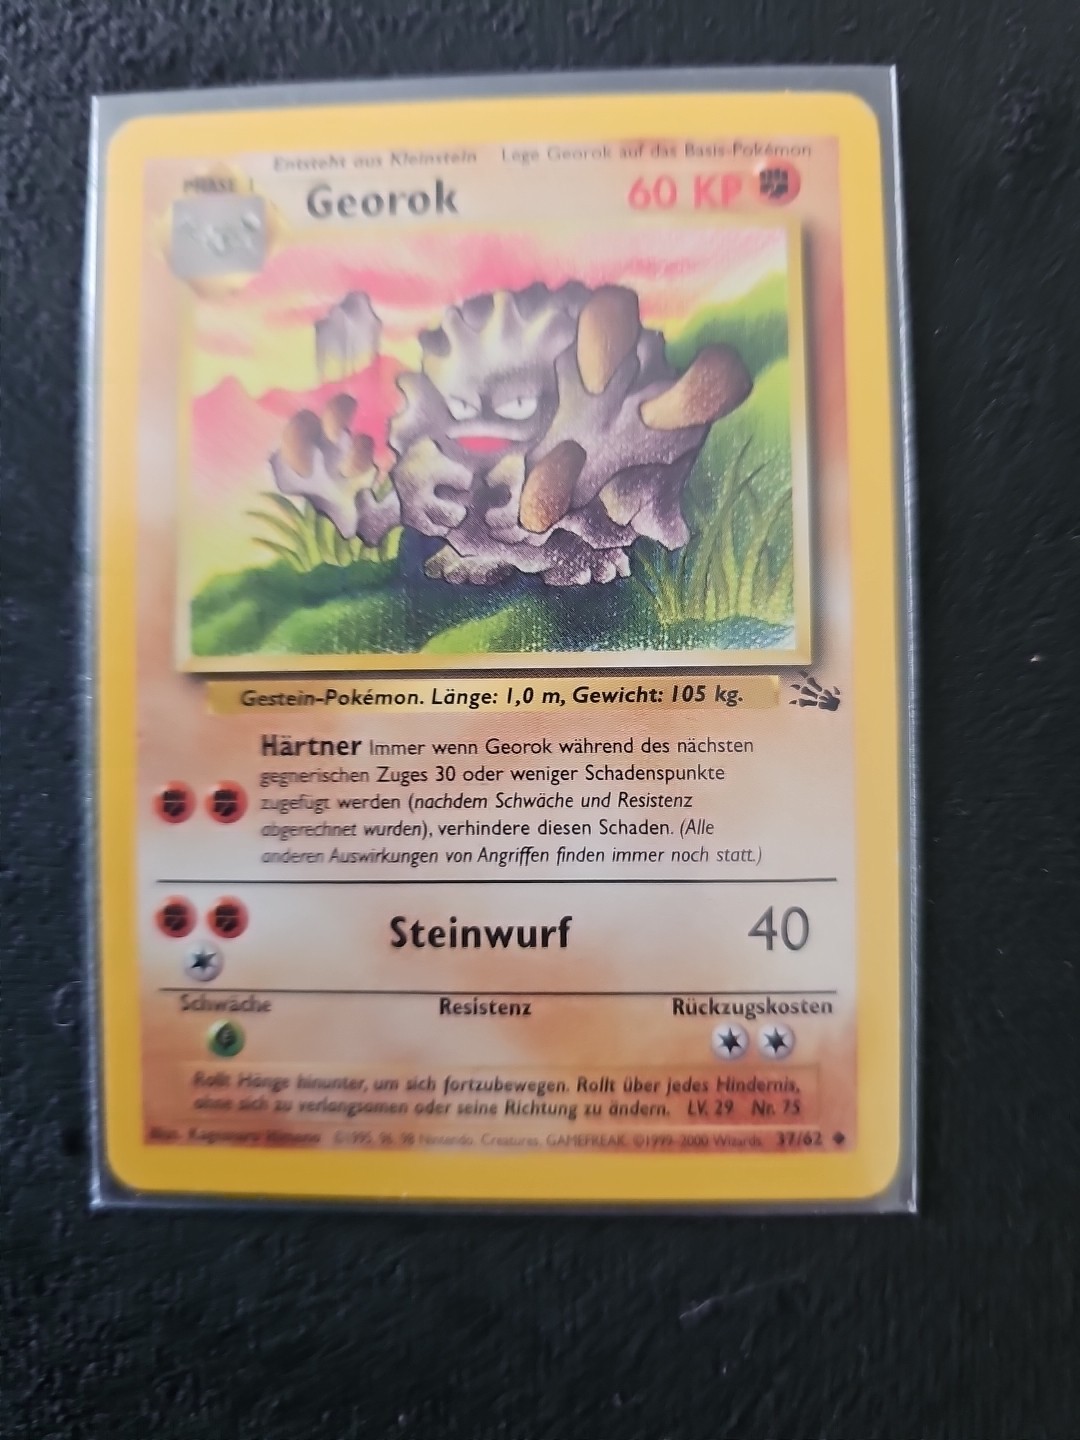 Entsteht aus Kleinstein Lege Georok auf das Basis-Pokémon
PHASE 1
Georok 60 KP
Gestein-Pokémon. Länge: 1,0 m, Gewicht: 105 kg.
Härtner Immer wenn Georok während des nächsten
gegnerischen Zuges 30 oder weniger Schadenspunkte
zugefügt werden (nachdem Schwäche und Resistenz
abgerechnet wurden), verhindere diesen Schaden. (Alle
anderen Auswirkungen von Angriffen finden immer noch statt.)
Steinwurf 40
Schwäche Resistenz Rückzugskosten
Rollt Hänge hinunter, um sich fortzubewegen. Rollt über jedes Hindernis,
ohne sich zu verlangsamen oder seine Richtung zu ändern. LV. 29 Nr. 75
Illus. Kagemaru Himeno ©1995, 96, 98 Nintendo, Creatures, GAMEFREAK. ©1999-2000 Wizards. 37/62